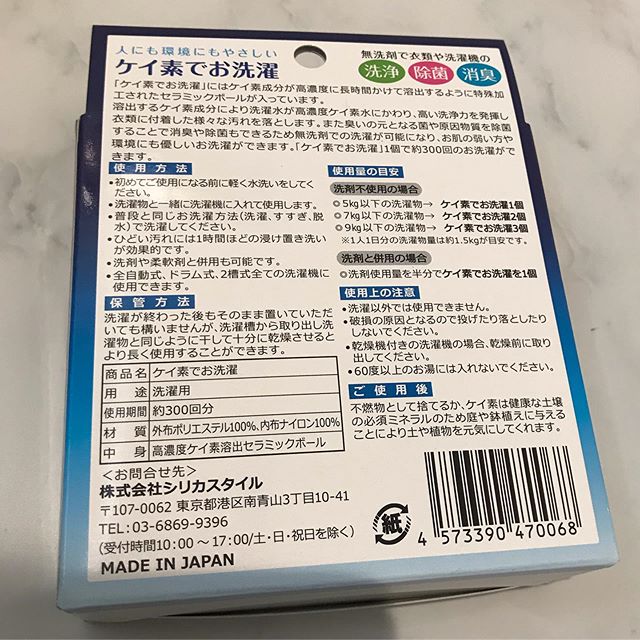 人にも環境にもやさしい
ケイ素でお洗濯
無洗剤で衣類や洗濯機の
洗浄 除菌 消臭
「ケイ素でお洗濯」にはケイ素成分が高濃度に長時間かけて溶出するように特殊加
工されたセラミックボールが入っています。
溶出するケイ素成分により洗濯水が高濃度ケイ素水にかわり、高い洗浄力を発揮し
衣類に付着した様々な汚れを落とします。また臭いの元となる菌や原因物質を除菌
することで消臭や除菌もできるため無洗剤での洗濯が可能になり、お肌の弱い方や
環境にも優しいお洗濯ができます。「ケイ素でお洗濯」1個で約300回のお洗濯がで
きます。
使用方法
・初めてご使用になる前に軽く水洗いをしてく
ださい。
・洗濯物と一緒に洗濯機に入れて使用します。
・普段と同じお洗濯方法(洗濯、すすぎ、脱
水)で洗濯してください。
・ひどい汚れには1時間ほどの浸け置き洗い
が効果的です。
・洗剤や柔軟剤と併用も可能です。
・全自動式、ドラム式、2槽式全ての洗濯機に
使用できます。
保管方法
洗濯が終わった後もそのまま置いていただ
いても構いませんが、洗濯槽から取り出し洗
濯物と同じように干して十分に乾燥させると
より長く使用することができます。
商品名 ケイ素でお洗濯
用途 洗濯用
使用期間 約300回分
材質 外布ポリエステル100%、内布ナイロン100%
中身 高濃度ケイ素溶出セラミックボール
<お問合せ先>
株式会社シリカスタイル
〒107-0062 東京都港区南青山3丁目10-41
TEL:03-6869-9396
(受付時間10:00～17:00/土・日・祝日を除く)
MADE IN JAPAN
使用量の目安
洗剤不使用の場合
○5kg以下の洗濯物→ケイ素でお洗濯1個
○7kg以下の洗濯物→ケイ素でお洗濯2個
○9kg以下の洗濯物→ケイ素でお洗濯3個
※1人1日分の洗濯物量は約1.5kgが目安です。
洗剤と併用の場合
○洗剤使用量を半分でケイ素でお洗濯を1個
使用上の注意
・洗濯以外では使用できません。
・破損の原因となるので投げたり落としたり
しないでください。
・乾燥機付きの洗濯機の場合、乾燥前に取り
出してください。
・60度以上のお湯には入れないでください。
ご使用後
不燃物として捨てるか、ケイ素は健康な土壌
の必須ミネラルのため庭や鉢植えに与える
ことにより土や植物を元気にしてくれます。
紙
4 573390 470068